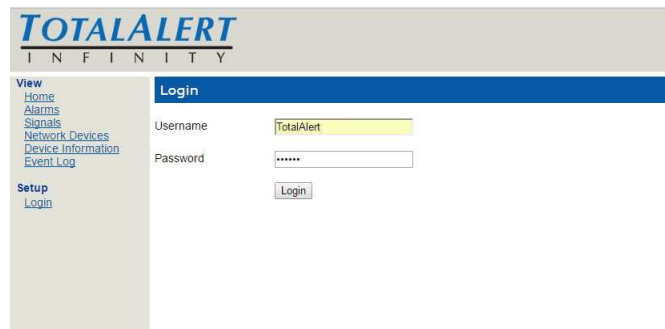 TOTALALERT
INFINITY
View
Home
Alarms
Signals
Network Devices
Device Information
Event Log
Setup
Login
Login
Username
TotalAlert
Password
••••••
Login